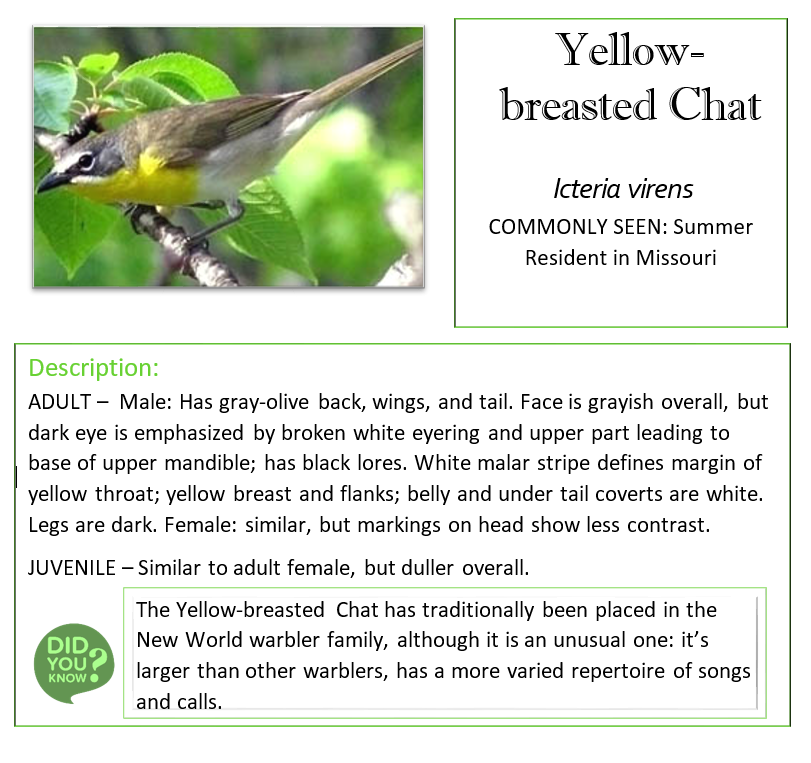 Yellow-
breasted Chat
Icteria virens
COMMONLY SEEN: Summer
Resident in Missouri
Description:
ADULT – Male: Has gray-olive back, wings, and tail. Face is grayish overall, but
dark eye is emphasized by broken white eyering and upper part leading to
base of upper mandible; has black lores. White malar stripe defines margin of
yellow throat; yellow breast and flanks; belly and under tail coverts are white.
Legs are dark. Female: similar, but markings on head show less contrast.
JUVENILE – Similar to adult female, but duller overall.
DID
YOU
KNOW?
The Yellow-breasted Chat has traditionally been placed in the
New World warbler family, although it is an unusual one: it’s
larger than other warblers, has a more varied repertoire of songs
and calls.